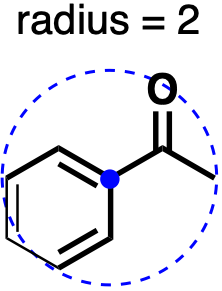 radius = 2
O